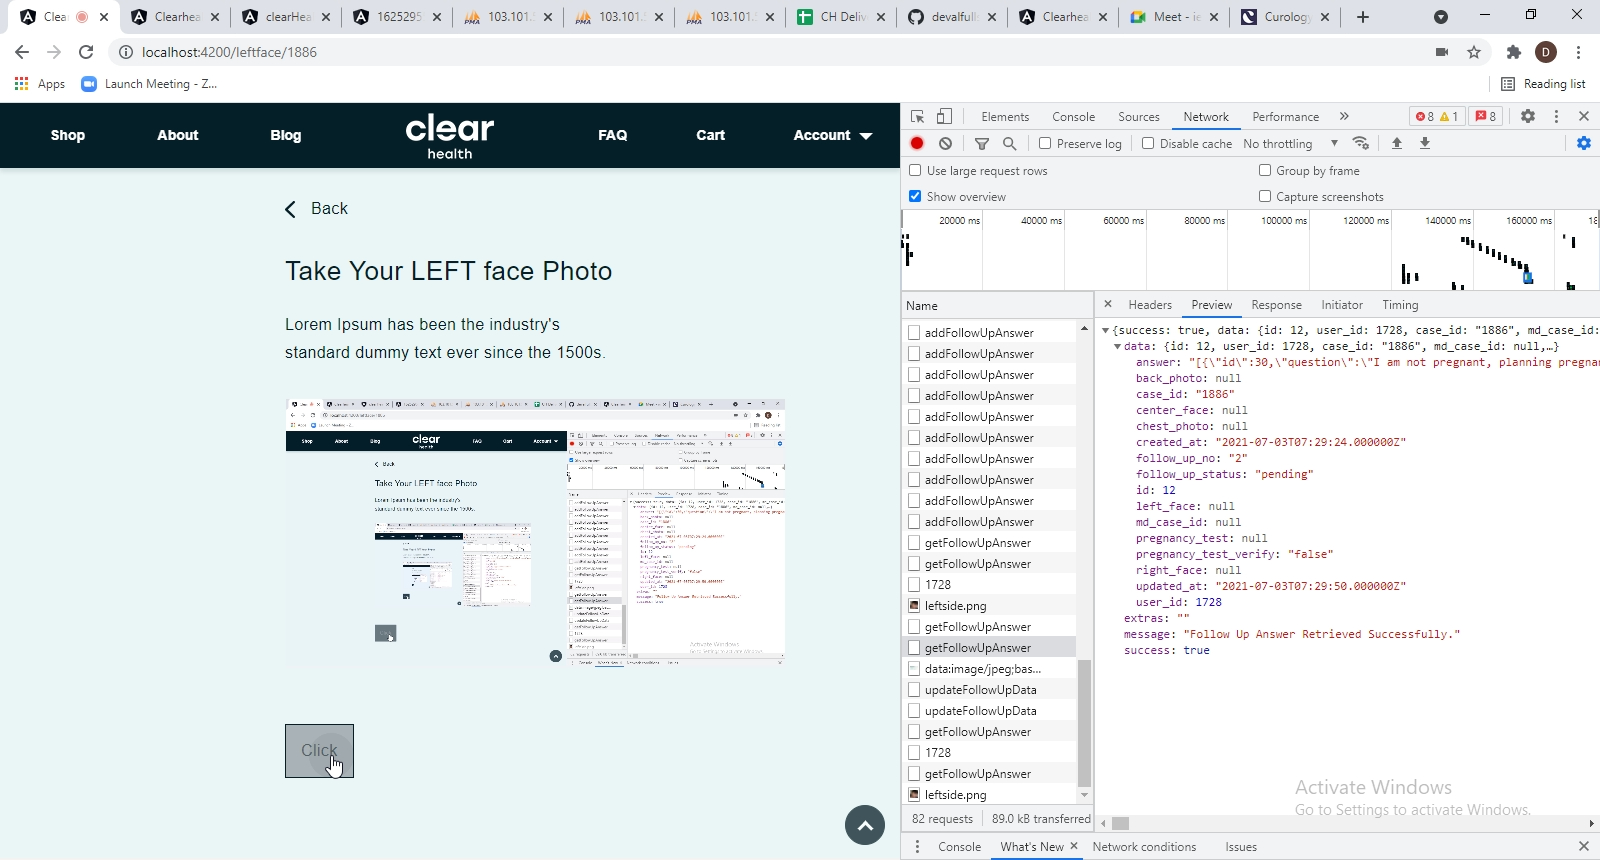 Clea
Clearhea
clearHea
1625295
103.101.
103.101.
103.101.
CH Deliv
devalfull
Clearhea
Meet - ie
Curology
localhost:4200/leftface/1886
D
Apps
Launch Meeting - Z...
Reading list
Shop
About
Blog
clear
health
FAQ
Cart
Account
Back
Take Your LEFT face Photo
Lorem Ipsum has been the industry's
standard dummy text ever since the 1500s.
Click
Elements
Console
Sources
Network
Performance
8
1
8
Preserve log
Disable cache
No throttling
Use large request rows
Group by frame
Show overview
Capture screenshots
20000 ms
40000 ms
60000 ms
80000 ms
100000 ms
120000 ms
140000 ms
160000 ms
18
Name
addFollowUpAnswer
addFollowUpAnswer
addFollowUpAnswer
addFollowUpAnswer
addFollowUpAnswer
addFollowUpAnswer
addFollowUpAnswer
addFollowUpAnswer
addFollowUpAnswer
addFollowUpAnswer
getFollowUpAnswer
getFollowUpAnswer
1728
leftside.png
getFollowUpAnswer
getFollowUpAnswer
data:image/jpeg;bas...
updateFollowUpData
updateFollowUpData
getFollowUpAnswer
1728
getFollowUpAnswer
leftside.png
82 requests
89.0 kB transferred
Headers
Preview
Response
Initiator
Timing
{success: true, data: {id: 12, user_id: 1728, case_id: "1886", md_case_id:
data: {id: 12, user_id: 1728, case_id: "1886", md_case_id: null,…}
answer: "[{\"id\":30,\"question\":\"I am not pregnant, planning pregnan
back_photo: null
case_id: "1886"
center_face: null
chest_photo: null
created_at: "2021-07-03T07:29:24.000000Z"
follow_up_no: "2"
follow_up_status: "pending"
id: 12
left_face: null
md_case_id: null
pregnancy_test: null
pregnancy_test_verify: "false"
right_face: null
updated_at: "2021-07-03T07:29:50.000000Z"
user_id: 1728
extras: ""
message: "Follow Up Answer Retrieved Successfully."
success: true
Activate Windows
Go to Settings to activate Windows.
Console
What's New
Network conditions
Issues